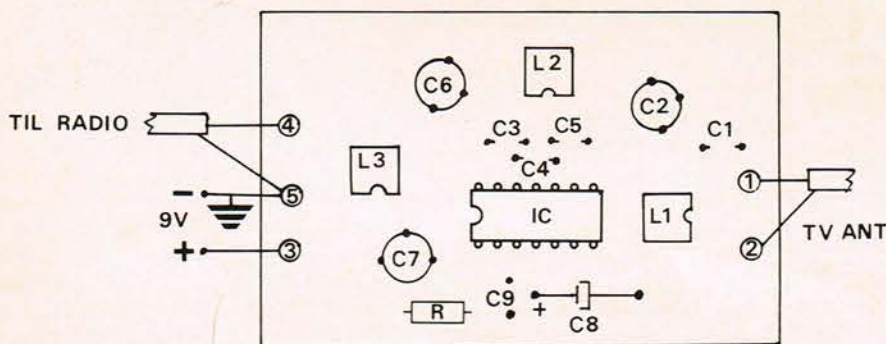 L2
C6
C2
TIL RADIO
④
C3
C5
C1
C4
L3
①
−
⑤
9V
IC
L1
TV ANT
+
③
②
C7
C9
R
+
C8